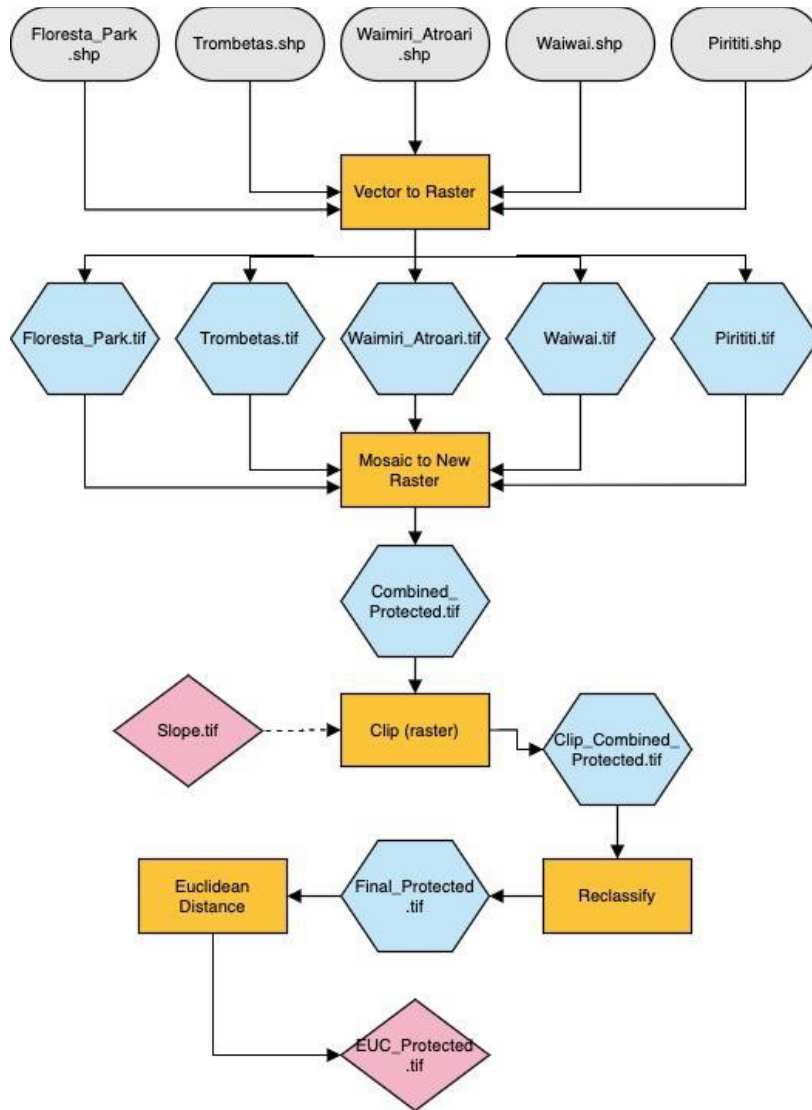 Floresta_Park
.shp
Trombetas.shp
Waimiri_Atroari
.shp
Waiwai.shp
Pirititi.shp
Vector to Raster
Floresta_Park.tif
Trombetas.tif
Waimiri_Atroari.tif
Waiwai.tif
Pirititi.tif
Mosaic to New
Raster
Combined_
Protected.tif
Slope.tif
Clip (raster)
Clip_Combined_
Protected.tif
Euclidean
Distance
Final_Protected
.tif
Reclassify
EUC_Protected
.tif